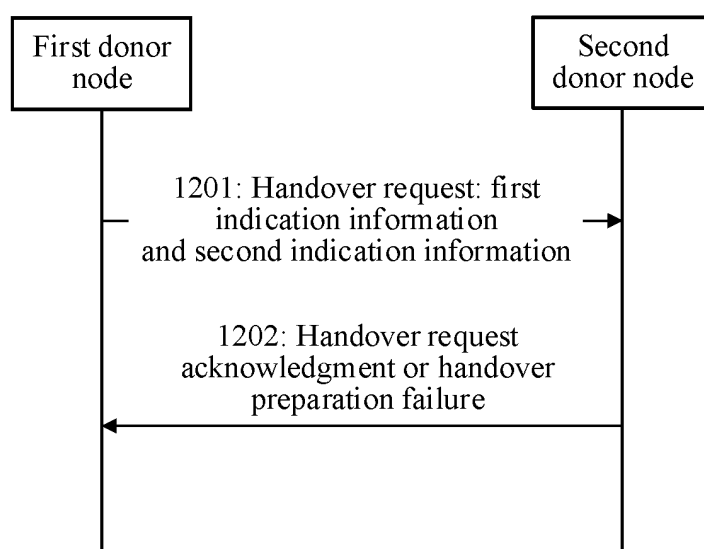 First donor
node
Second
donor node
1201: Handover request: first
indication information
and second indication information
1202: Handover request
acknowledgment or handover
preparation failure